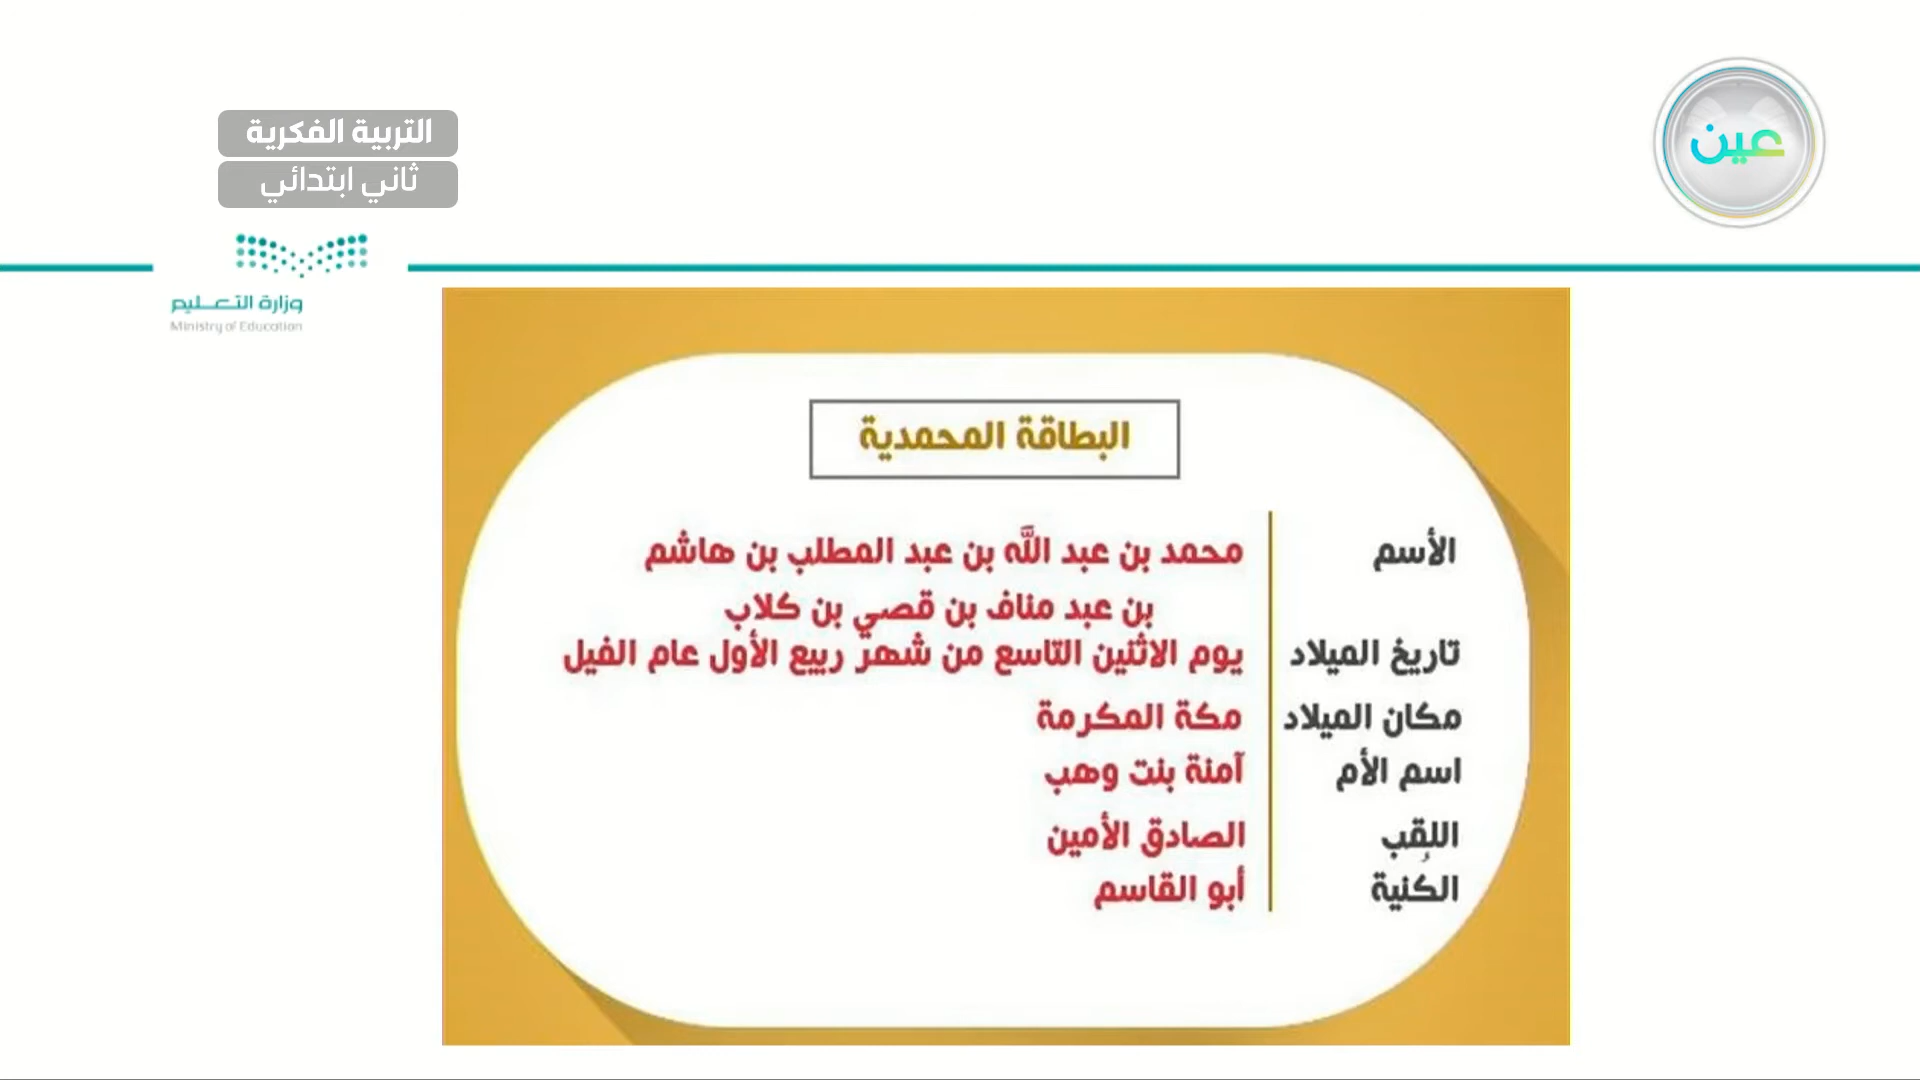 التربية الفكرية
ثاني ابتدائي
عين
وزارة التعليم
Ministry of Education
البطاقة المحمدية
الأسم محمد بن عبد الله بن عبد المطلب بن هاشم
بن عبد مناف بن قصي بن كلاب
تاريخ الميلاد يوم الاثنين التاسع من شهر ربيع الأول عام الفيل
مكان الميلاد مكة المكرمة
اسم الأم آمنة بنت وهب
اللقب الصادق الأمين
الكُنية أبو القاسم